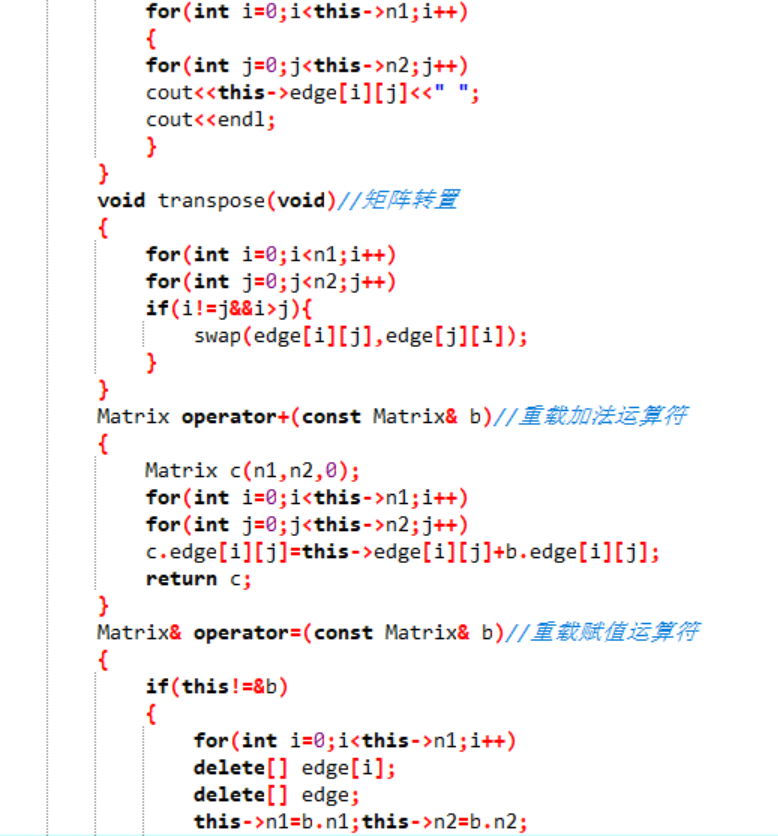 for(int i=0;i<this->n1;i++)
{
for(int j=0;j<this->n2;j++)
cout<<this->edge[i][j]<<" ";
cout<<endl;
}
}
void transpose(void)//矩阵转置
{
for(int i=0;i<n1;i++)
for(int j=0;j<n2;j++)
if(i!=j&&i>j){
swap(edge[i][j],edge[j][i]);
}
}
Matrix operator+(const Matrix& b)//重载加法运算符
{
Matrix c(n1,n2,0);
for(int i=0;i<this->n1;i++)
for(int j=0;j<this->n2;j++)
c.edge[i][j]=this->edge[i][j]+b.edge[i][j];
return c;
}
Matrix& operator=(const Matrix& b)//重载赋值运算符
{
if(this!=&b)
{
for(int i=0;i<this->n1;i++)
delete[] edge[i];
delete[] edge;
this->n1=b.n1;this->n2=b.n2;